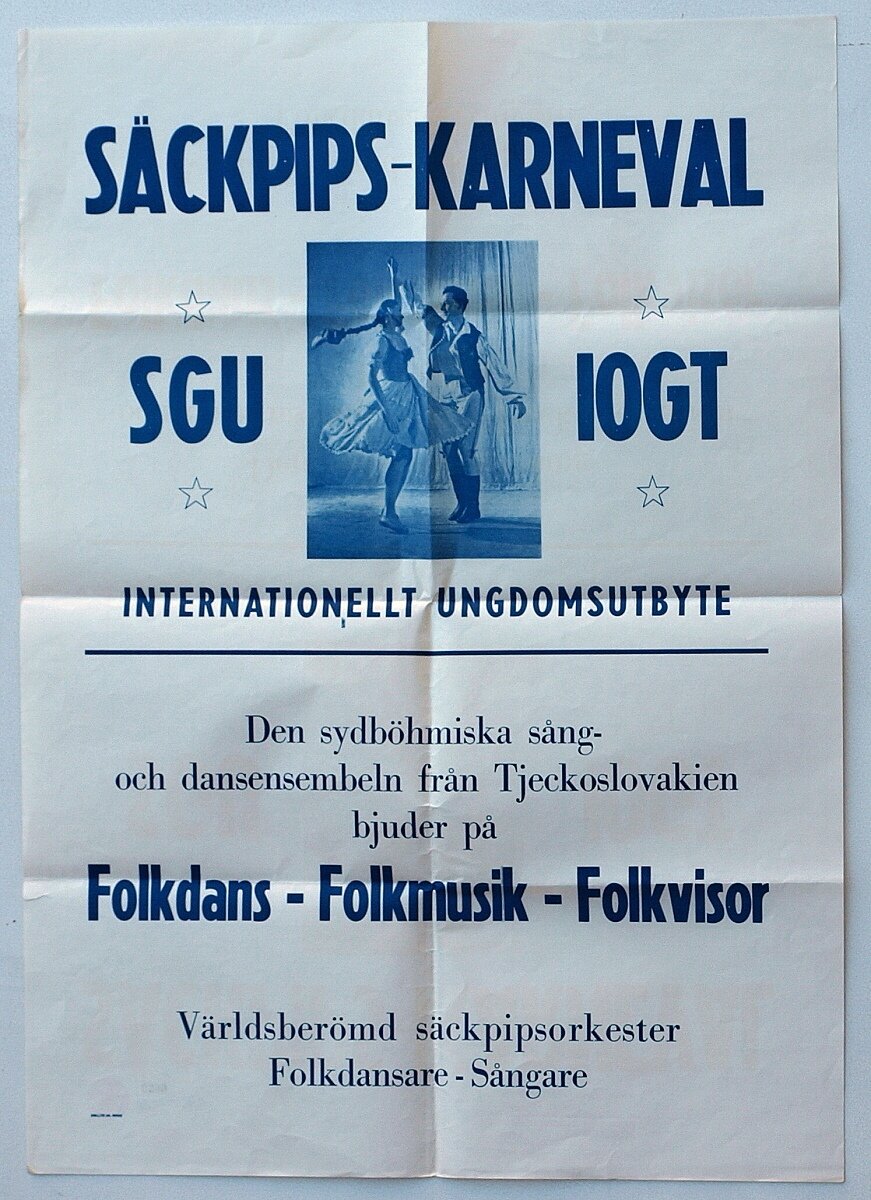 SÄCKPIPS-KARNEVAL
SGU
IOGT
INTERNATIONELLT UNGDOMSUTBYTE
Den sydböhmiska sång-
och dansensembeln från Tjeckoslovakien
bjuder på
Folkdans - Folkmusik - Folkvisor
Världsberömd säckpipsorkester
Folkdansare - Sångare